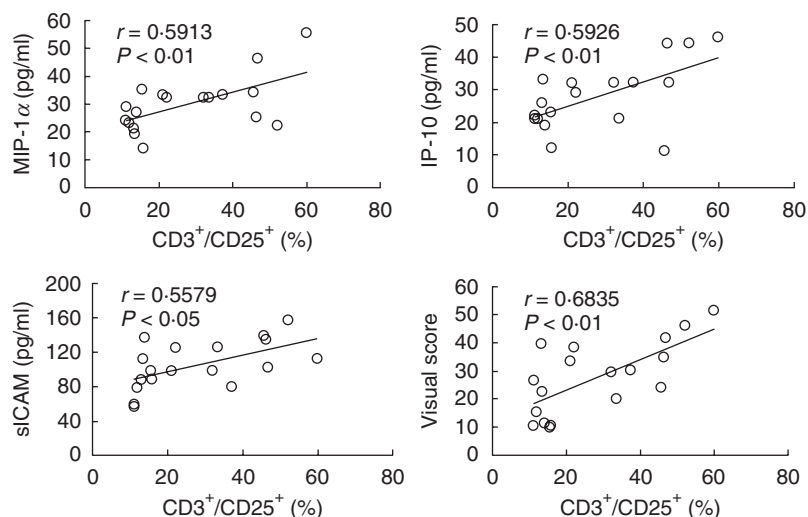 MIP-1α (pg/ml)
60
50
40
30
20
10
0
r = 0·5913
P < 0·01
0 20 40 60 80
CD3+/CD25+ (%)
IP-10 (pg/ml)
50
40
30
20
10
0
r = 0·5926
P < 0·01
0 20 40 60 80
CD3+/CD25+ (%)
sICAM (pg/ml)
200
160
120
80
40
0
r = 0·5579
P < 0·05
0 20 40 60 80
CD3+/CD25+ (%)
Visual score
60
50
40
30
20
10
0
r = 0·6835
P < 0·01
0 20 40 60 80
CD3+/CD25+ (%)